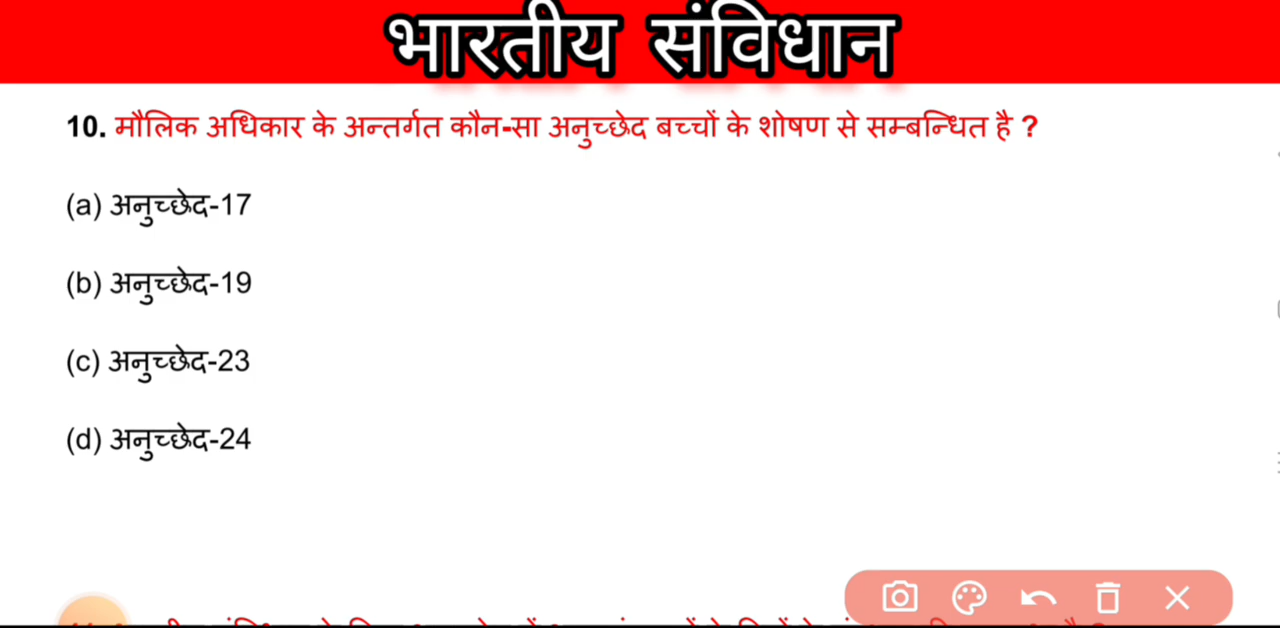 भारतीय संविधान
10. मौलिक अधिकार के अन्तर्गत कौन-सा अनुच्छेद बच्चों के शोषण से सम्बन्धित है ?
(a) अनुच्छेद-17
(b) अनुच्छेद-19
(c) अनुच्छेद-23
(d) अनुच्छेद-24